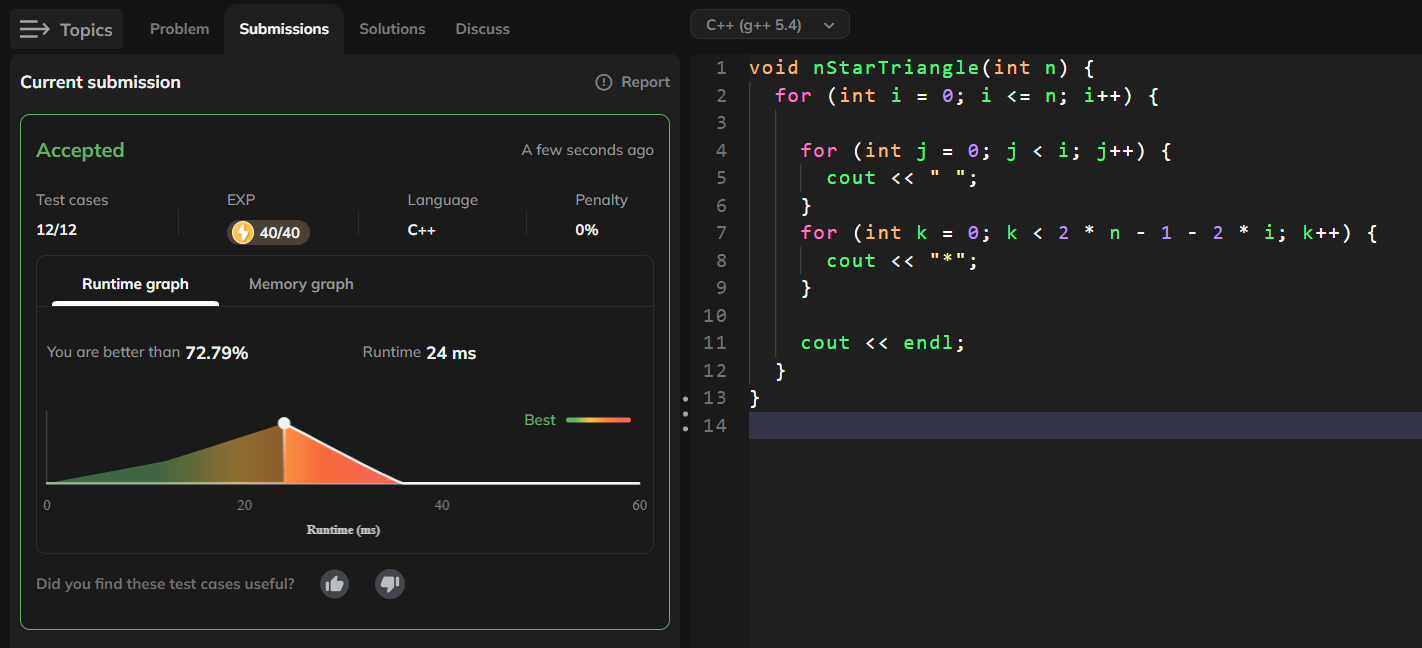 Topics Problem Submissions Solutions Discuss
Current submission Report
Accepted A few seconds ago
Test cases EXP Language Penalty
12/12 40/40 C++ 0%
Runtime graph Memory graph
You are better than 72.79% Runtime 24 ms
Best
0 20 40 60
Runtime (ms)
Did you find these test cases useful?
C++ (g++ 5.4)
1 void nStarTriangle(int n) {
2   for (int i = 0; i <= n; i++) {
3
4     for (int j = 0; j < i; j++) {
5       cout << " ";
6     }
7     for (int k = 0; k < 2 * n - 1 - 2 * i; k++) {
8       cout << "*";
9     }
10
11     cout << endl;
12   }
13 }
14